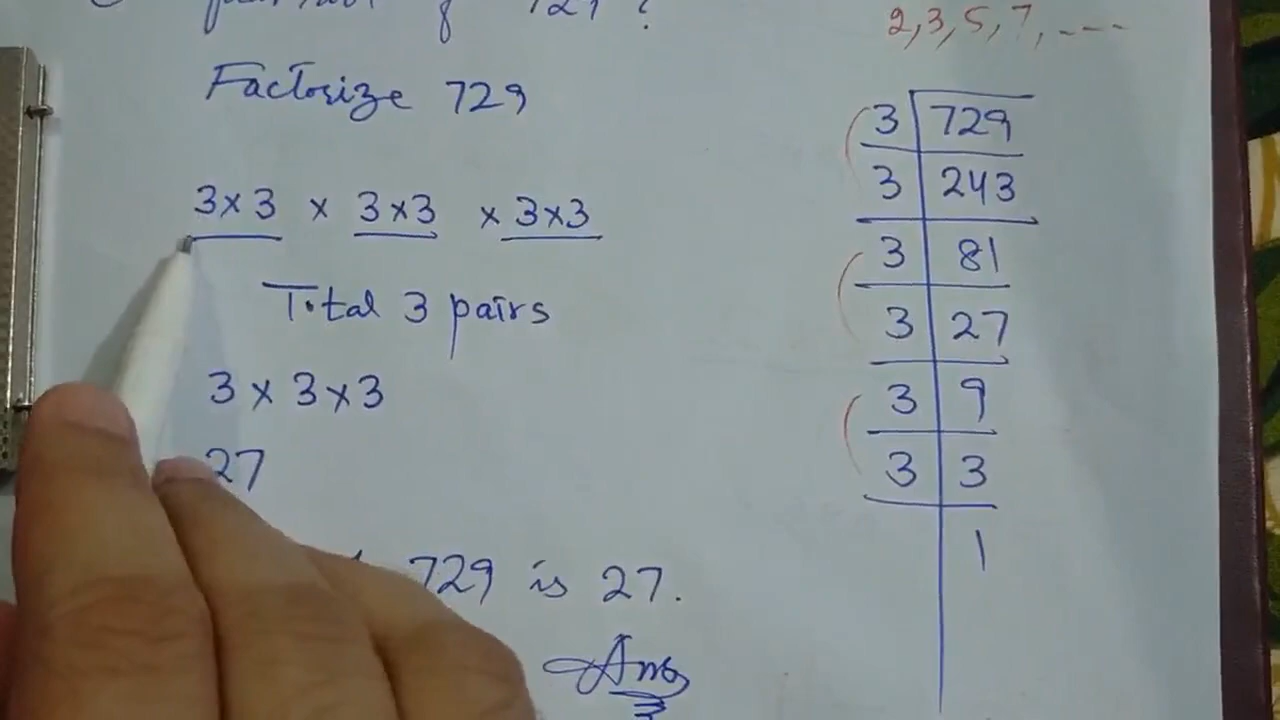 729 ?
2, 3, 5, 7, ----
Factorize 729
3 × 3 × 3 × 3 × 3 × 3
Total 3 pairs
3 × 3 × 3
27
729 is 27.
Ans
3 729
3 243
3 81
3 27
3 9
3 3
1